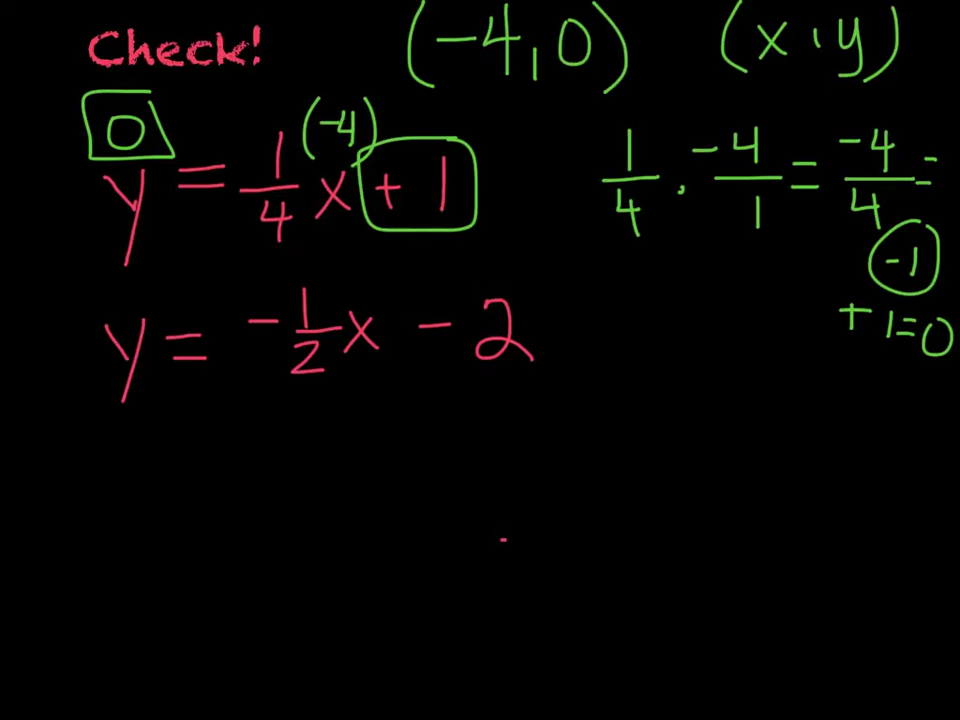 Check! (-4,0) (x,y)
0 (-4)
y = 1/4 x + 1
1/4 · -4/1 = -4/4 =
-1
+ 1 = 0
y = -1/2 x - 2